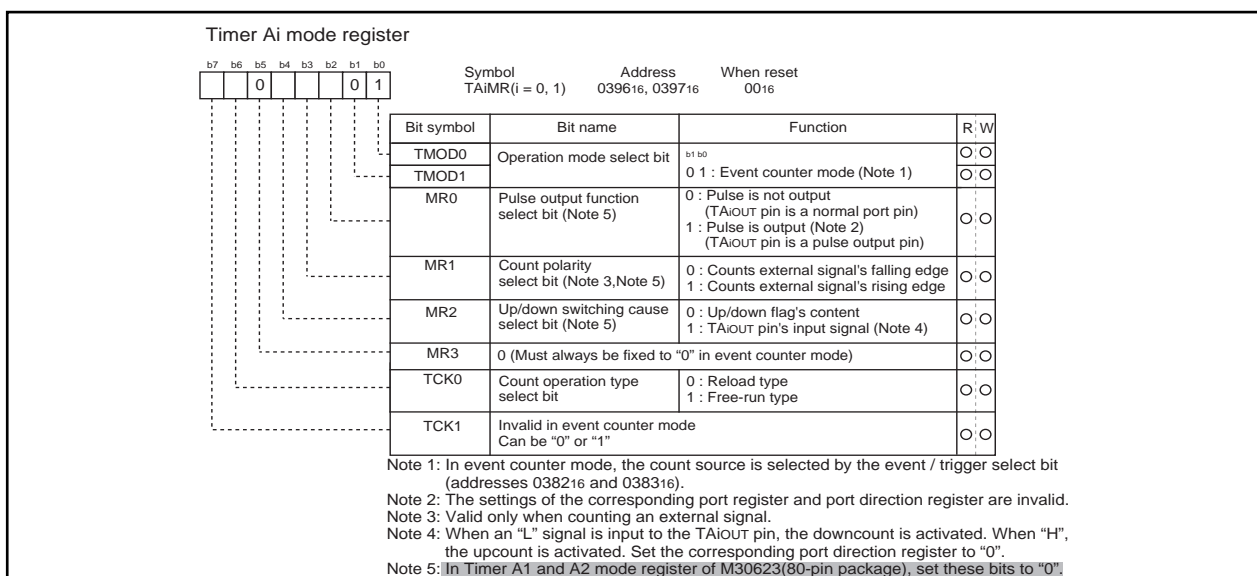 Timer Ai mode register
b7 b6 b5 b4 b3 b2 b1 b0
0 0 1
Symbol Address When reset
TAiMR(i = 0, 1) 039616, 039716 0016
Bit symbol Bit name Function R W
TMOD0 Operation mode select bit b1 b0
TMOD1 0 1 : Event counter mode (Note 1)
MR0 Pulse output function 0 : Pulse is not output
select bit (Note 5) (TAiOUT pin is a normal port pin)
1 : Pulse is output (Note 2)
(TAiOUT pin is a pulse output pin)
MR1 Count polarity 0 : Counts external signal's falling edge
select bit (Note 3,Note 5) 1 : Counts external signal's rising edge
MR2 Up/down switching cause 0 : Up/down flag's content
select bit (Note 5) 1 : TAiOUT pin's input signal (Note 4)
MR3 0 (Must always be fixed to “0” in event counter mode)
TCK0 Count operation type 0 : Reload type
select bit 1 : Free-run type
TCK1 Invalid in event counter mode
Can be “0” or “1”
Note 1: In event counter mode, the count source is selected by the event / trigger select bit
(addresses 038216 and 038316).
Note 2: The settings of the corresponding port register and port direction register are invalid.
Note 3: Valid only when counting an external signal.
Note 4: When an “L” signal is input to the TAiOUT pin, the downcount is activated. When “H”,
the upcount is activated. Set the corresponding port direction register to “0”.
Note 5: In Timer A1 and A2 mode register of M30623(80-pin package), set these bits to “0”.